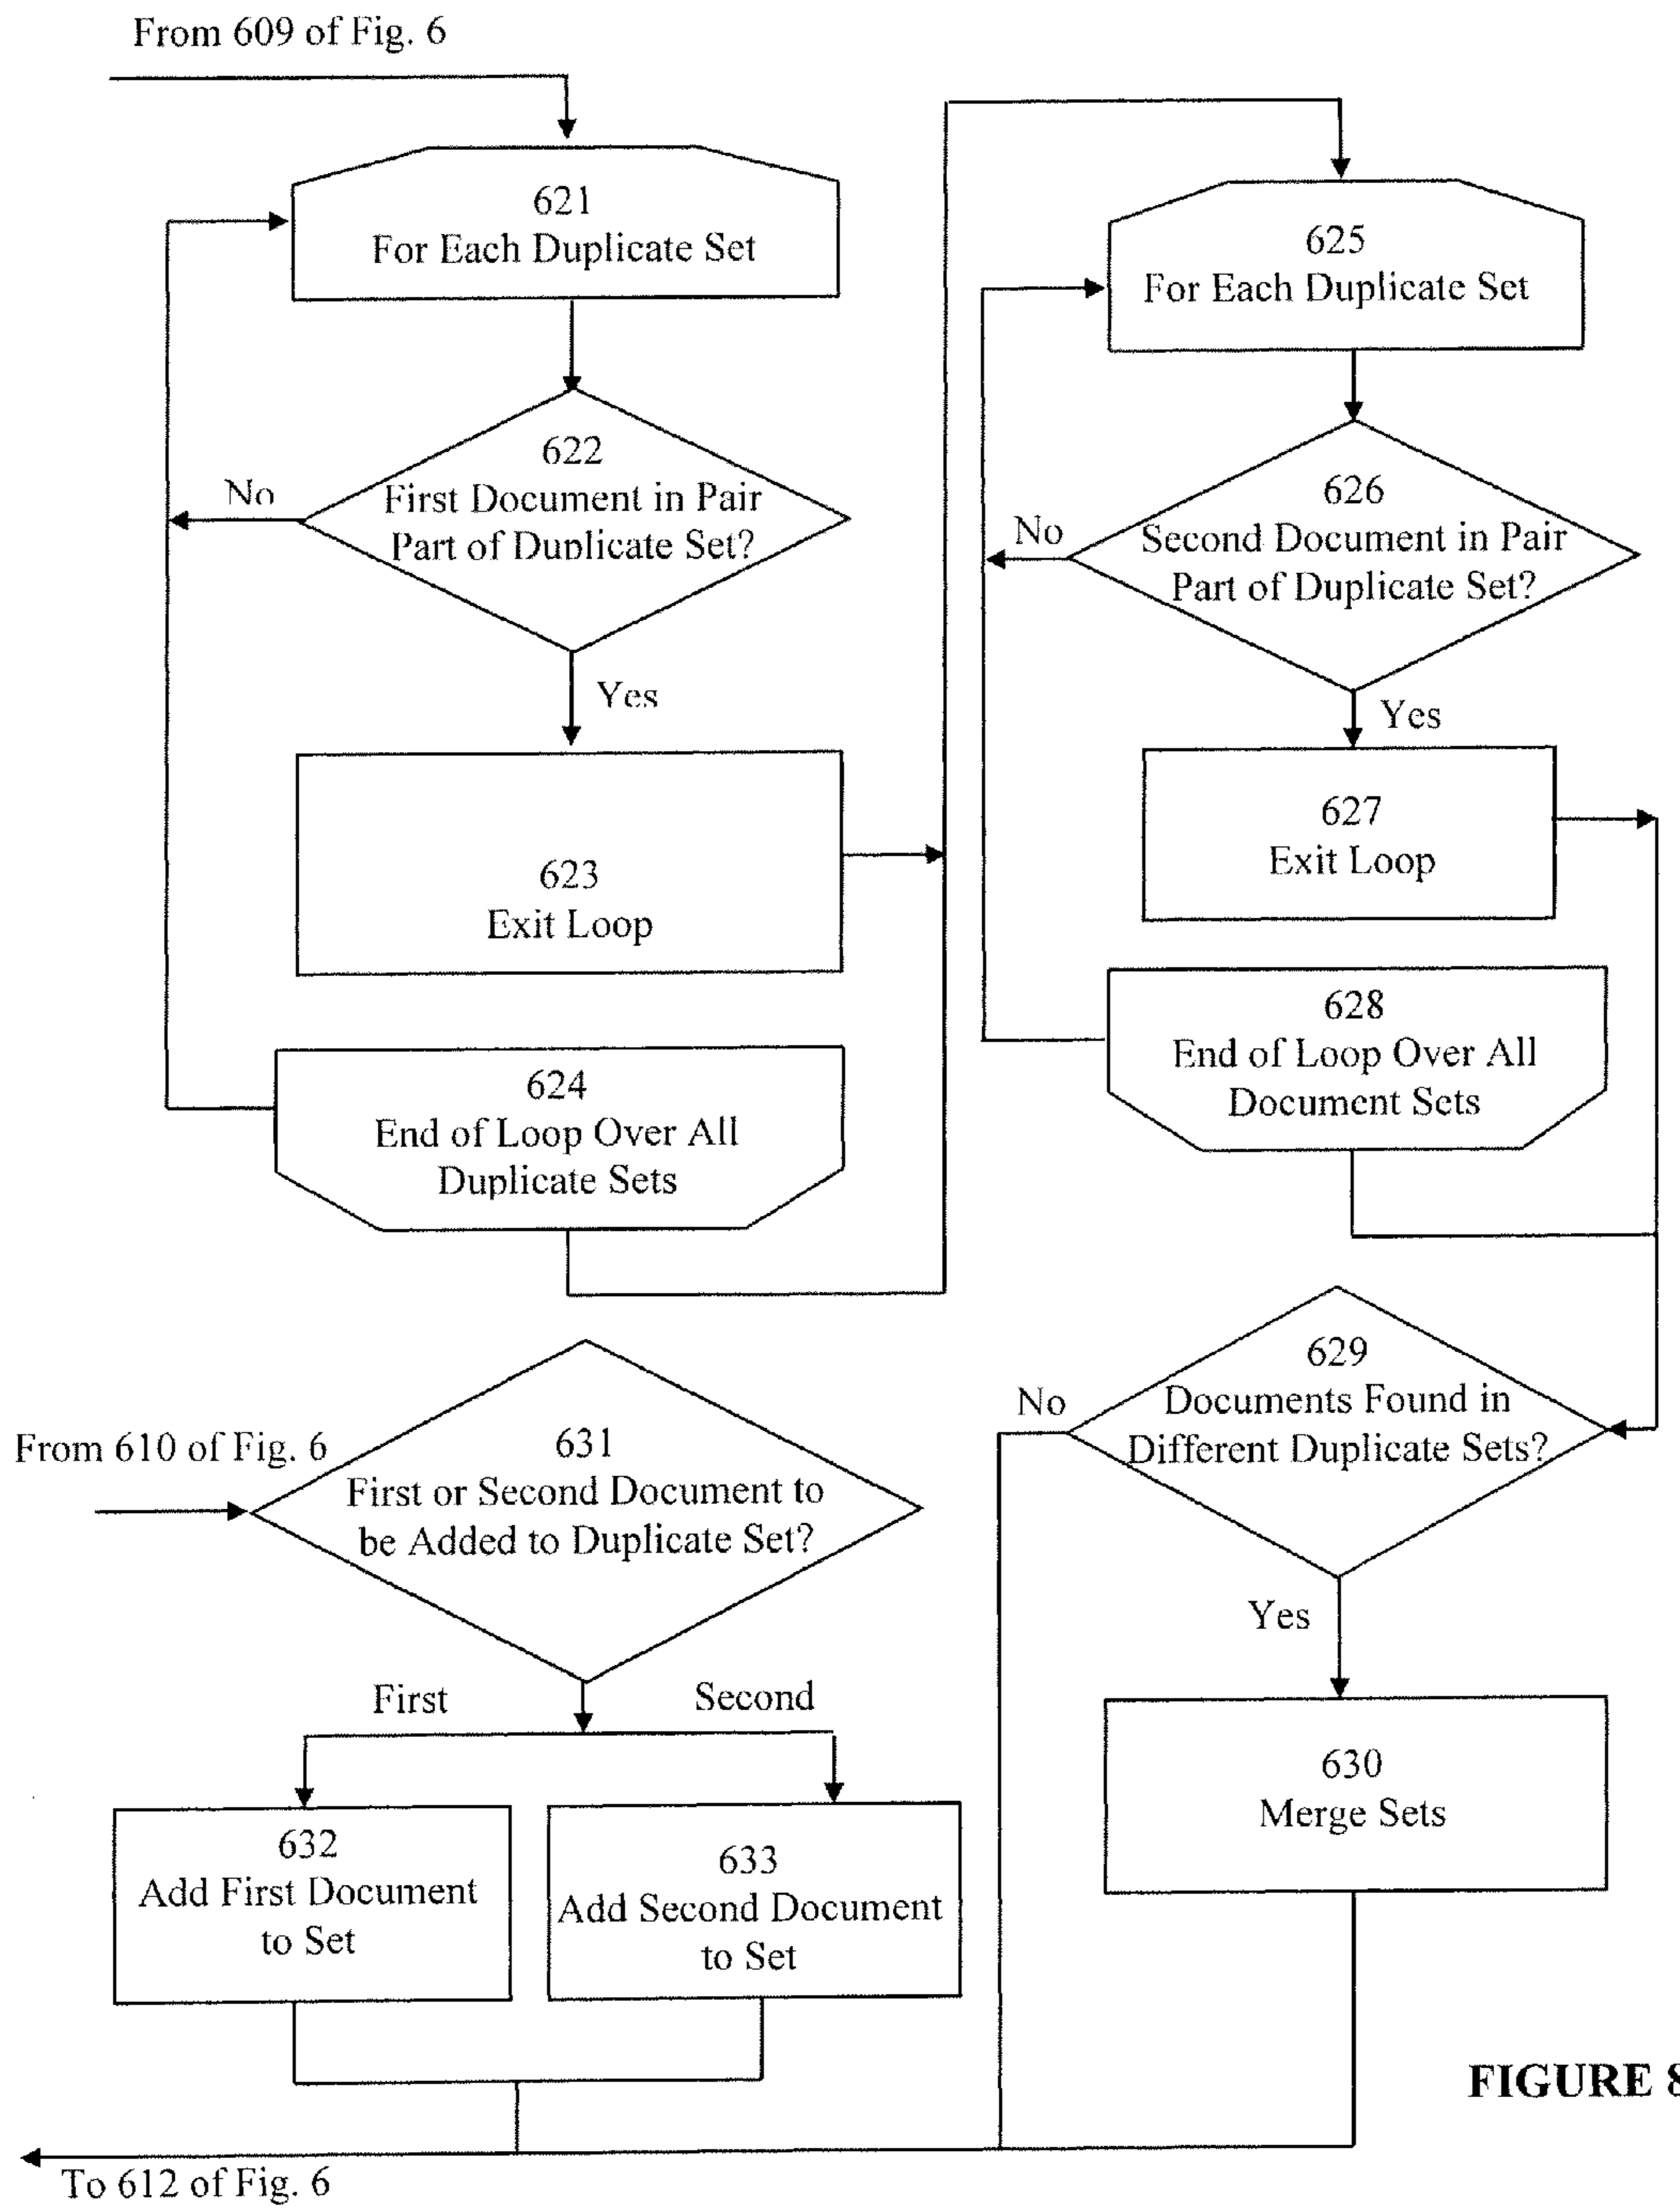 From 609 of Fig. 6
621
For Each Duplicate Set
622
First Document in Pair
Part of Duplicate Set?
No
Yes
623
Exit Loop
624
End of Loop Over All
Duplicate Sets
625
For Each Duplicate Set
626
Second Document in Pair
Part of Duplicate Set?
No
Yes
627
Exit Loop
628
End of Loop Over All
Document Sets
629
Documents Found in
Different Duplicate Sets?
No
Yes
630
Merge Sets
From 610 of Fig. 6
631
First or Second Document to
be Added to Duplicate Set?
First
Second
632
Add First Document
to Set
633
Add Second Document
to Set
To 612 of Fig. 6
FIGURE 8